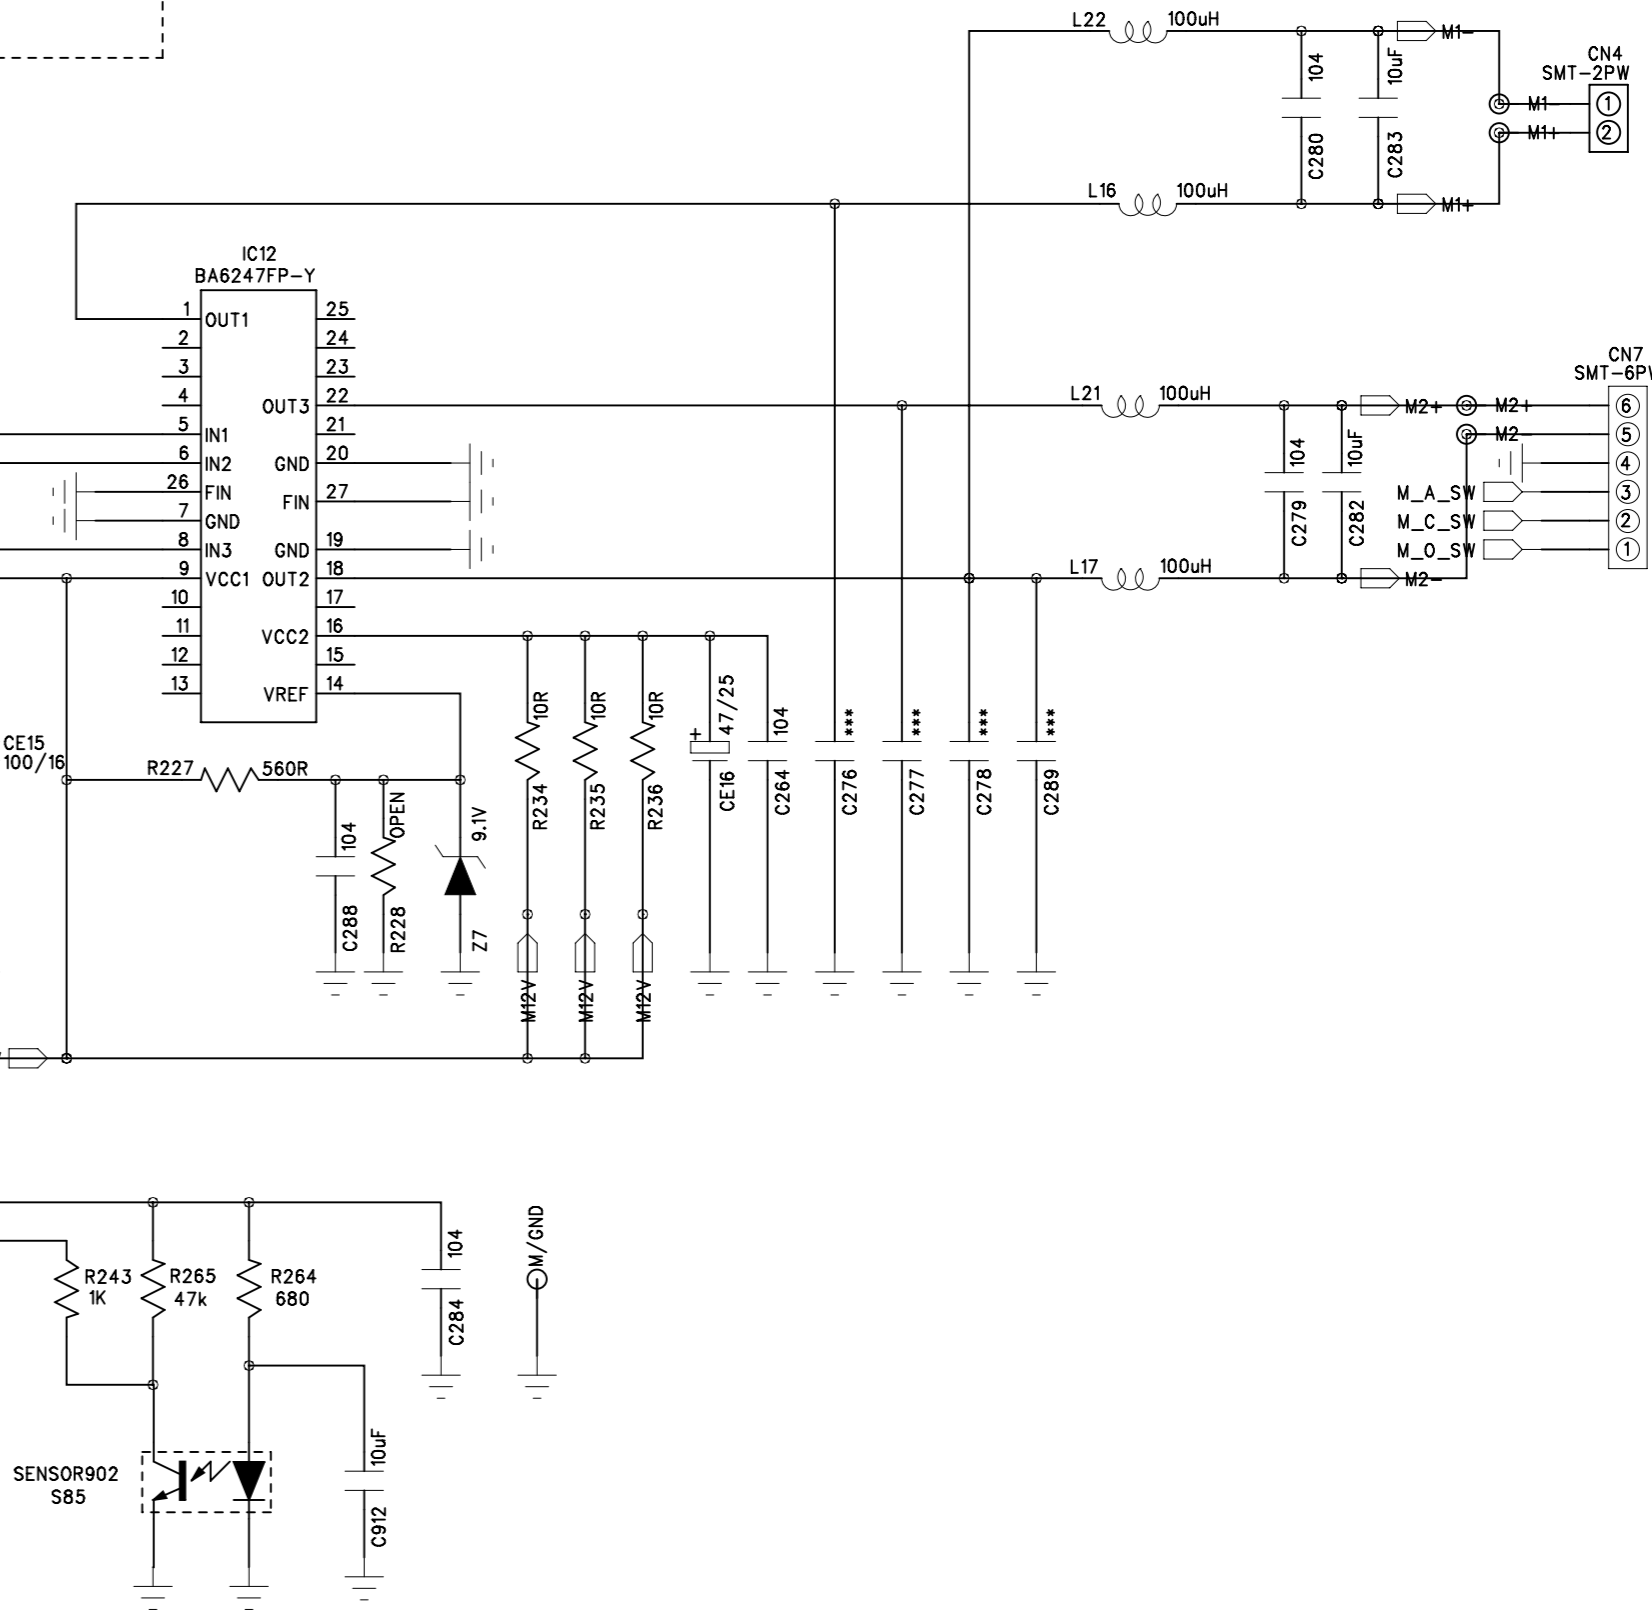 L22 100uH
M1-
104
10uF
C280
C283
CN4
SMT-2PW
M1- 1
M1+ 2
L16 100uH
M1+
IC12
BA6247FP-Y
1 OUT1 25
2 24
3 23
4 OUT3 22
5 IN1 21
6 IN2 GND 20
26 FIN FIN 27
7 GND
8 IN3 GND 19
9 VCC1 OUT2 18
10 17
11 VCC2 16
12 15
13 VREF 14
L21 100uH
M2+ M2+
M2-
104
10uF
C279
C282
CN7
SMT-6PW
6
5
4
M_A_SW 3
M_C_SW 2
M_O_SW 1
L17 100uH
M2-
CE15
100/16
R227 560R
104
C288
OPEN
R228
9.1V
Z7
10R
R234
M12V
10R
R235
M12V
10R
R236
M12V
+
47/25
CE16
104
C264
***
C276
***
C277
***
C278
***
C289
R243
1K
R265
47k
R264
680
104
C284
M/GND
SENSOR902
S85
10uF
C912